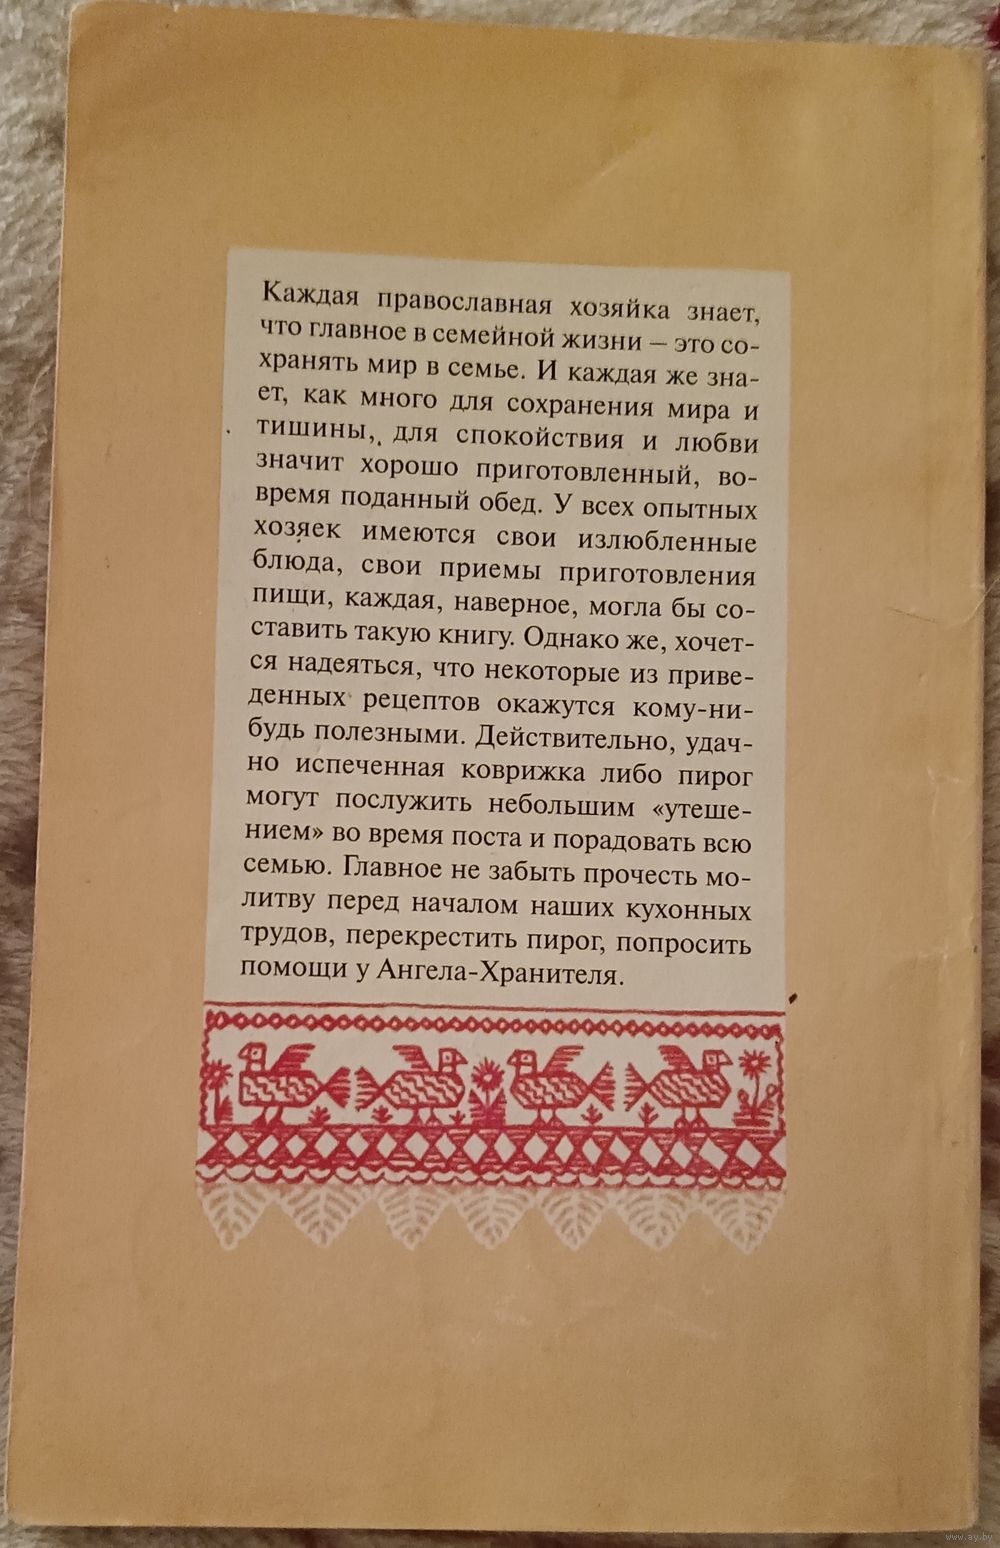 Каждая православная хозяйка знает,
что главное в семейной жизни – это со-
хранять мир в семье. И каждая же зна-
ет, как много для сохранения мира и
тишины, для спокойствия и любви
значит хорошо приготовленный, во-
время поданный обед. У всех опытных
хозяек имеются свои излюбленные
блюда, свои приемы приготовления
пищи, каждая, наверное, могла бы со-
ставить такую книгу. Однако же, хочет-
ся надеяться, что некоторые из приве-
денных рецептов окажутся кому-ни-
будь полезными. Действительно, удач-
но испеченная коврижка либо пирог
могут послужить небольшим «утеше-
нием» во время поста и порадовать всю
семью. Главное не забыть прочесть мо-
литву перед началом наших кухонных
трудов, перекрестить пирог, попросить
помощи у Ангела-Хранителя.
www.ay.by